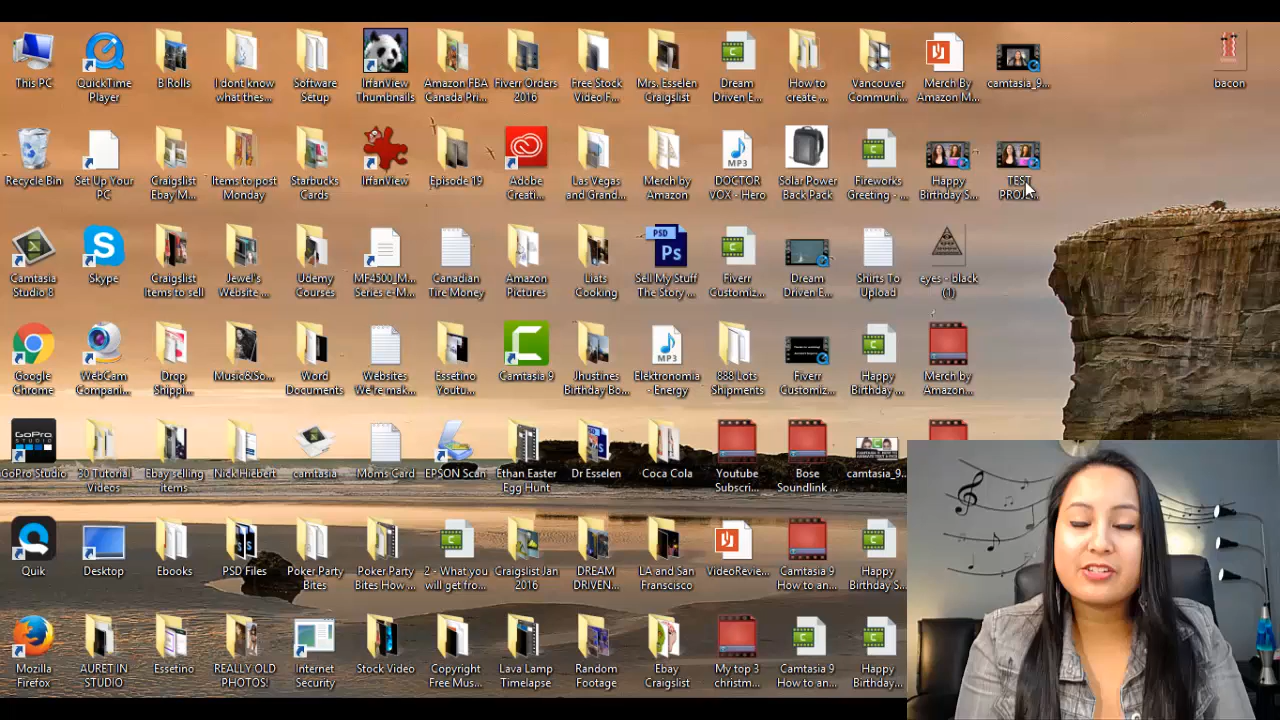 This PC
QuickTime
Player
B Rolls
I dont know
what thes...
Software
Setup
IrfanView
Thumbnails
Amazon FBA
Canada Pri...
Fiverr Orders
2016
Free Stock
Video F...
Mrs. Esselen
Craigslist
Dream
Driven E...
How to
create ...
Vancouver
Communi...
Merch By
Amazon M...
camtasia_9...
bacon
Recycle Bin
Set Up Your
PC
Craigslist
Ebay M...
Items to post
Monday
Starbucks
Cards
IrfanView
Episode 19
Adobe
Creati...
Las Vegas
and Grand...
Merch by
Amazon
MP3
DOCTOR
VOX - Hero
Solar Power
Back Pack
Fireworks
Greeting - ...
Happy
Birthday S...
TEST
PROJE...
Camtasia
Studio 8
Skype
Craigslist
Items to sell
Jewel's
Website ...
Udemy
Courses
MF4500_M...
Series e-M...
Canadian
Tire Money
Amazon
Pictures
Liats
Cooking
PSD
Ps
Sell My Stuff
The Story ...
Fiverr
Customiz...
Dream
Driven E...
Shirts To
Upload
eyes - black
(1)
Google
Chrome
WebCam
Compani...
Drop
Shippi...
Music&So...
Word
Documents
Websites
We're mak...
Essetino
Youtu...
Camtasia 9
Jhustines
Birthday Bo...
MP3
Elektronomia
- Energy
888 Lots
Shipments
Fiverr
Customiz...
Happy
Birthday ...
Merch by
Amazon...
GoPro
STUDIO
GoPro Studio
30 Tutorial
Videos
Ebay selling
items
Nick Hiebert
camtasia
Moms Card
EPSON Scan
Ethan Easter
Egg Hunt
Dr Esselen
Coca Cola
Youtube
Subscri...
Bose
Soundlink ...
camtasia_9...
Quik
Desktop
Ebooks
PSD Files
Poker Party
Bites
Poker Party
Bites How ...
2 - What you
will get fro...
Craigslist Jan
2016
DREAM
DRIVEN...
LA and San
Franscisco
VideoRevie...
Camtasia 9
How to an...
Happy
Birthday S...
Mozilla
Firefox
AURET IN
STUDIO
Essetino
REALLY OLD
PHOTOS!
Internet
Security
Stock Video
Copyright
Free Mus...
Lava Lamp
Timelapse
Random
Footage
Ebay
Craigslist
My top 3
christm...
Camtasia 9
How to an...
Happy
Birthday...